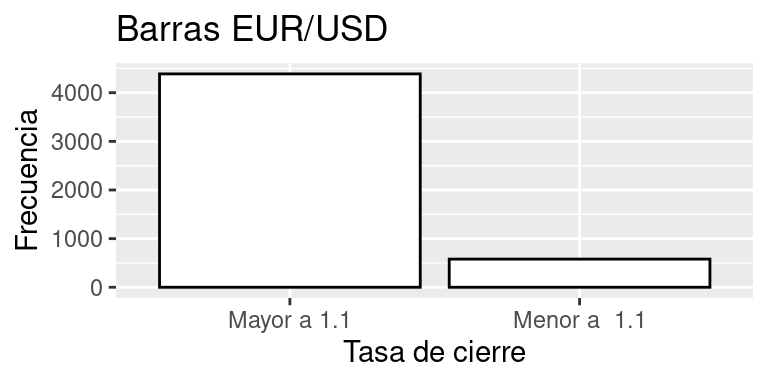 Barras EUR/USD
Frecuencia
4000
3000
2000
1000
0
Mayor a 1.1
Menor a  1.1
Tasa de cierre